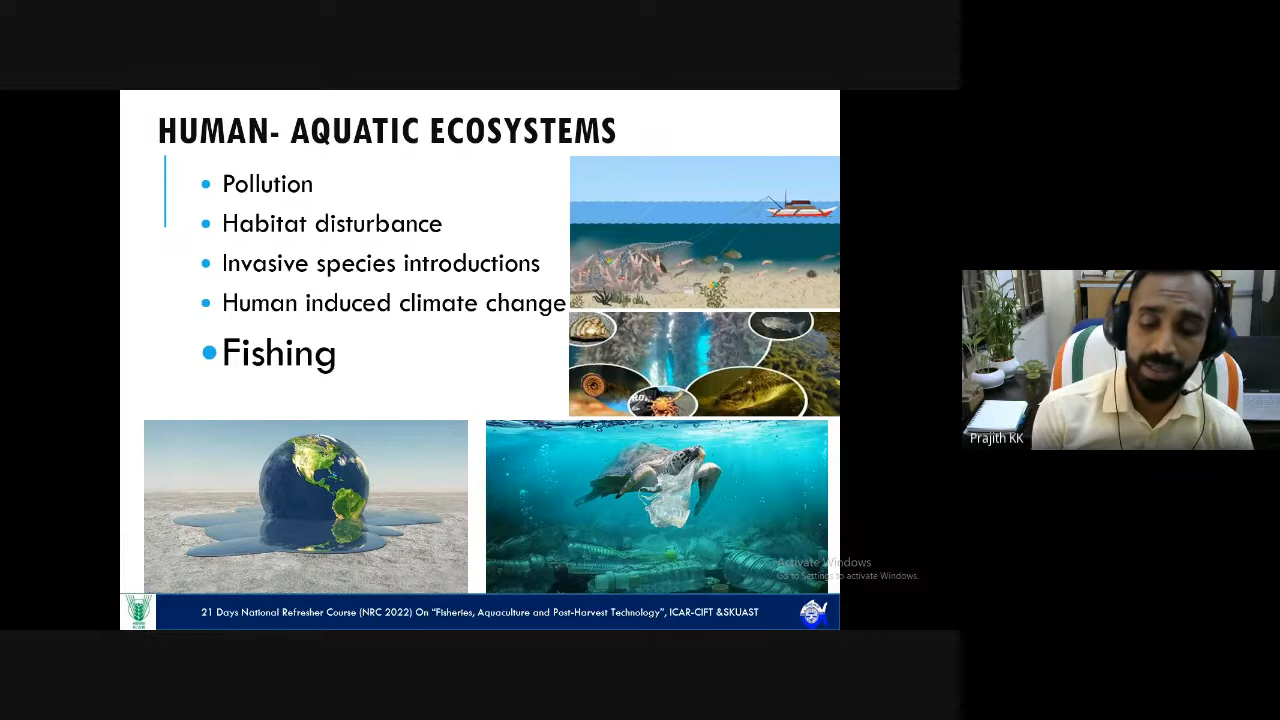 HUMAN- AQUATIC ECOSYSTEMS
Pollution
Habitat disturbance
Invasive species introductions
Human induced climate change
Fishing
Prajith KK
Activate Windows
Go to Settings to activate Windows.
21 Days National Refresher Course (NRC 2022) On “Fisheries, Aquaculture and Post-Harvest Technology”, ICAR-CIFT &SKUAST
ICAR